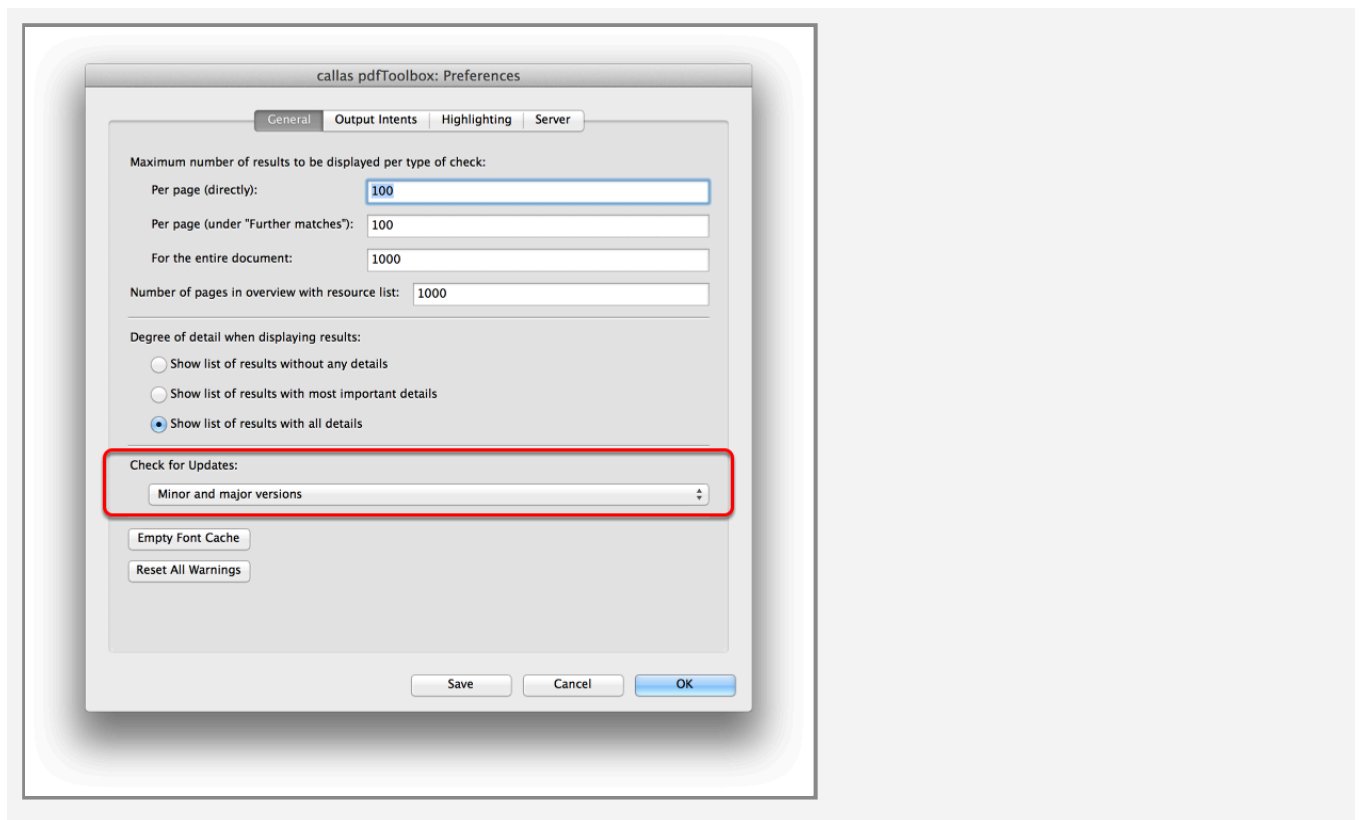 callas pdfToolbox: Preferences
General Output Intents Highlighting Server
Maximum number of results to be displayed per type of check:
Per page (directly): 100
Per page (under "Further matches"): 100
For the entire document: 1000
Number of pages in overview with resource list: 1000
Degree of detail when displaying results:
Show list of results without any details
Show list of results with most important details
Show list of results with all details
Check for Updates:
Minor and major versions
Empty Font Cache
Reset All Warnings
Save Cancel OK